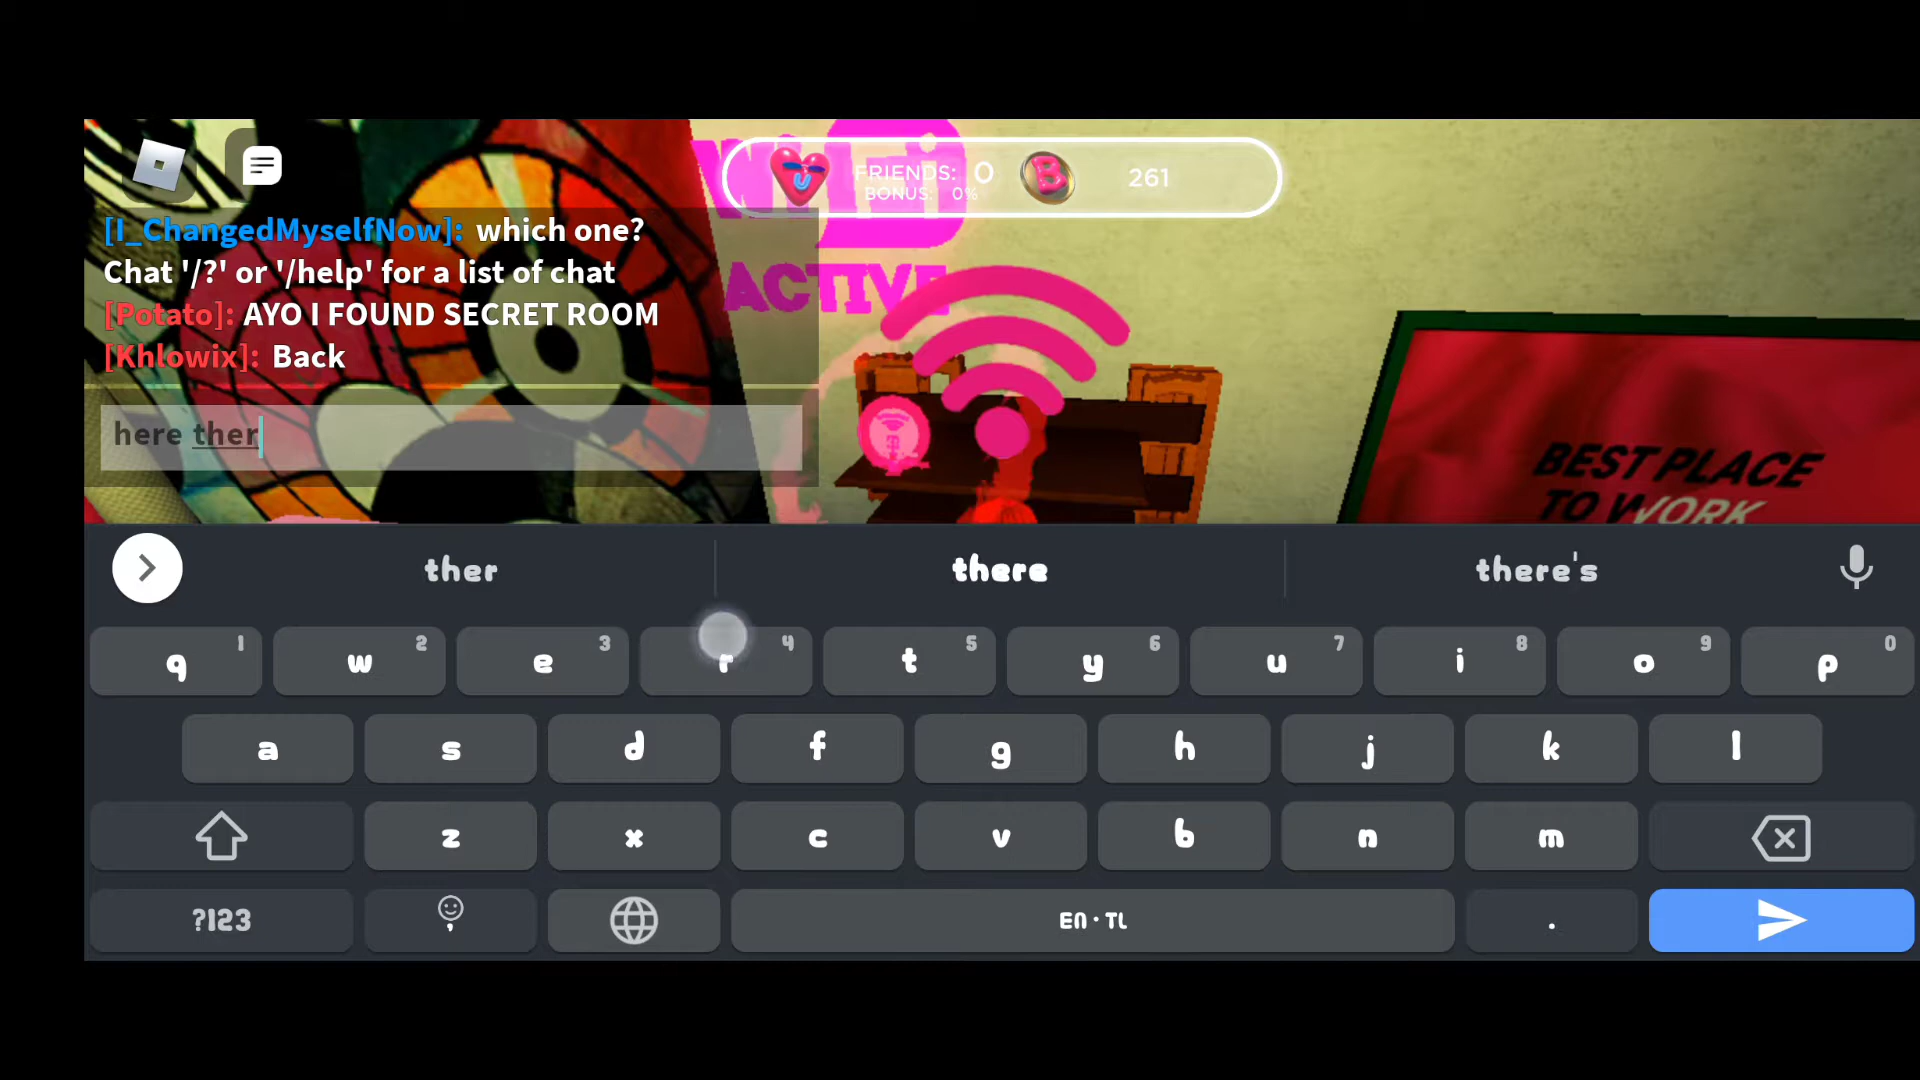 FRIENDS: 0
BONUS: 0%
261
ACTIVE
[I_ChangedMyselfNow]: which one?
Chat '/?' or '/help' for a list of chat
[Potato]: AYO I FOUND SECRET ROOM
[Khlowix]: Back
here ther
BEST PLACE
TO WORK
ther there there's
q 1 w 2 e 3 r 4 t 5 y 6 u 7 i 8 o 9 p 0
a s d f g h j k l
z x c v b n m
?123 , EN • TL .